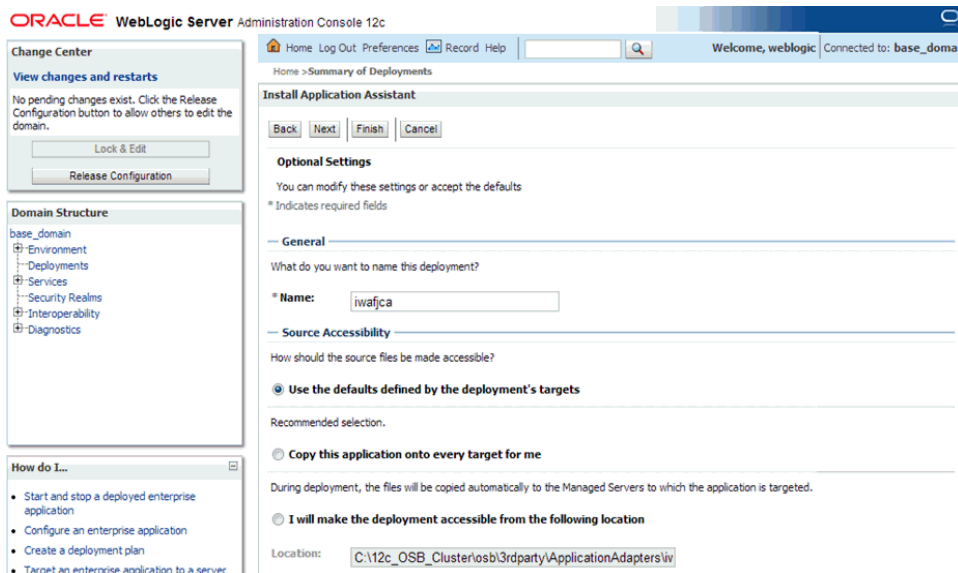 ORACLE WebLogic Server Administration Console 12c
Change Center
View changes and restarts
No pending changes exist. Click the Release
Configuration button to allow others to edit the
domain.
Lock & Edit
Release Configuration
Domain Structure
base_domain
Environment
Deployments
Services
Security Realms
Interoperability
Diagnostics
How do I...
Start and stop a deployed enterprise
application
Configure an enterprise application
Create a deployment plan
Target an enterprise application to a server
Home Log Out Preferences Record Help
Welcome, weblogic Connected to: base_doma
Home >Summary of Deployments
Install Application Assistant
Back Next Finish Cancel
Optional Settings
You can modify these settings or accept the defaults
* Indicates required fields
General
What do you want to name this deployment?
* Name: iwafjca
Source Accessibility
How should the source files be made accessible?
Use the defaults defined by the deployment's targets
Recommended selection.
Copy this application onto every target for me
During deployment, the files will be copied automatically to the Managed Servers to which the application is targeted.
I will make the deployment accessible from the following location
Location: C:\12c_OSB_Cluster\osb\3rdparty\ApplicationAdapters\iw